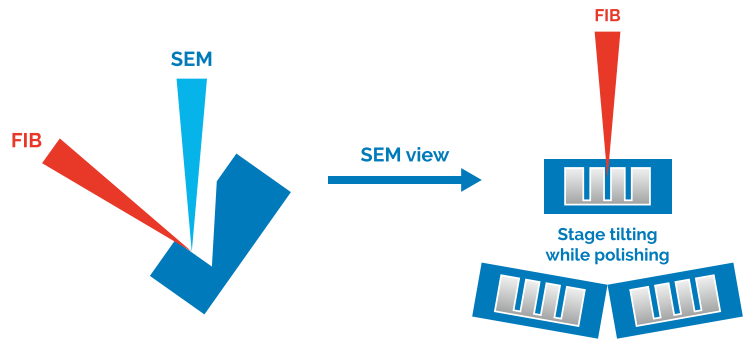 SEM
FIB
SEM view
FIB
Stage tilting
while polishing